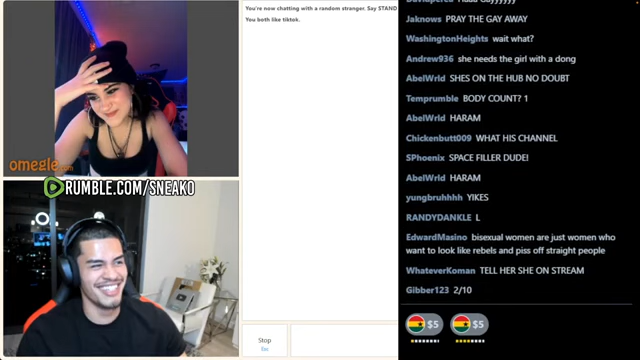 You're now chatting with a random stranger. Say STAND
You both like tiktok.
omegle.com
RUMBLE.COM/SNEAKO
Stop
Esc
Jaknows PRAY THE GAY AWAY
WashingtonHeights wait what?
Andrew936 she needs the girl with a dong
AbelWrld SHES ON THE HUB NO DOUBT
Temprumble BODY COUNT? 1
AbelWrld HARAM
Chickenbutt009 WHAT HIS CHANNEL
SPhoenix SPACE FILLER DUDE!
AbelWrld HARAM
yungbruhhhh YIKES
RANDYDANKLE L
EdwardMasino bisexual women are just women who
want to look like rebels and piss off straight people
WhateverKoman TELL HER SHE ON STREAM
Gibber123 2/10
$5 $5